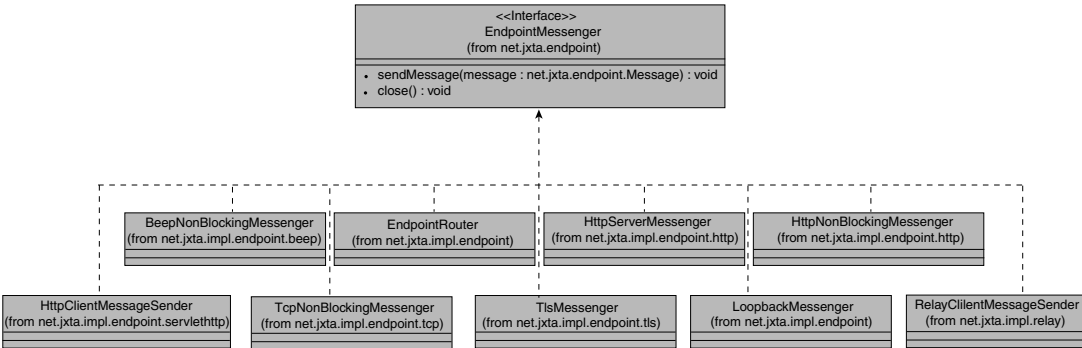 <<Interface>>
EndpointMessenger
(from net.jxta.endpoint)
• sendMessage(message : net.jxta.endpoint.Message) : void
• close() : void
BeepNonBlockingMessenger
(from net.jxta.impl.endpoint.beep)
EndpointRouter
(from net.jxta.impl.endpoint)
HttpServerMessenger
(from net.jxta.impl.endpoint.http)
HttpNonBlockingMessenger
(from net.jxta.impl.endpoint.http)
HttpClientMessageSender
(from net.jxta.impl.endpoint.servlethttp)
TcpNonBlockingMessenger
(from net.jxta.impl.endpoint.tcp)
TlsMessenger
(from net.jxta.impl.endpoint.tls)
LoopbackMessenger
(from net.jxta.impl.endpoint)
RelayClilentMessageSender
(from net.jxta.impl.relay)